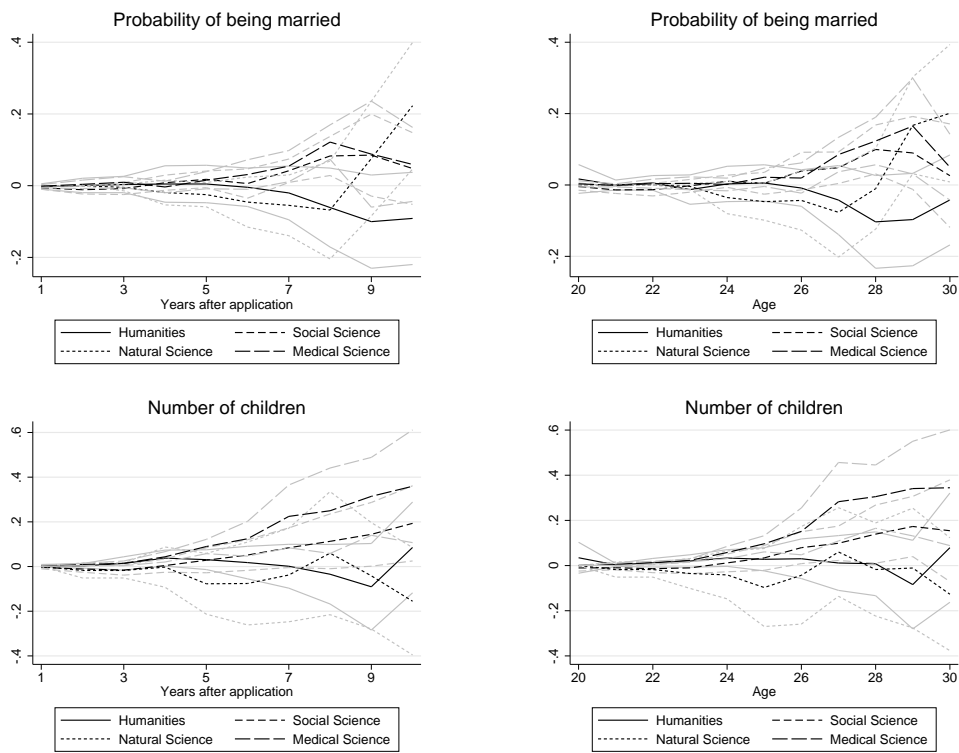 Probability of being married
.4
.2
0
-.2
1 3 5 7 9
Years after application
Humanities Social Science
Natural Science Medical Science
Probability of being married
.4
.2
0
-.2
20 22 24 26 28 30
Age
Humanities Social Science
Natural Science Medical Science
Number of children
.6
.4
.2
0
-.2
-.4
1 3 5 7 9
Years after application
Humanities Social Science
Natural Science Medical Science
Number of children
.6
.4
.2
0
-.2
-.4
20 22 24 26 28 30
Age
Humanities Social Science
Natural Science Medical Science